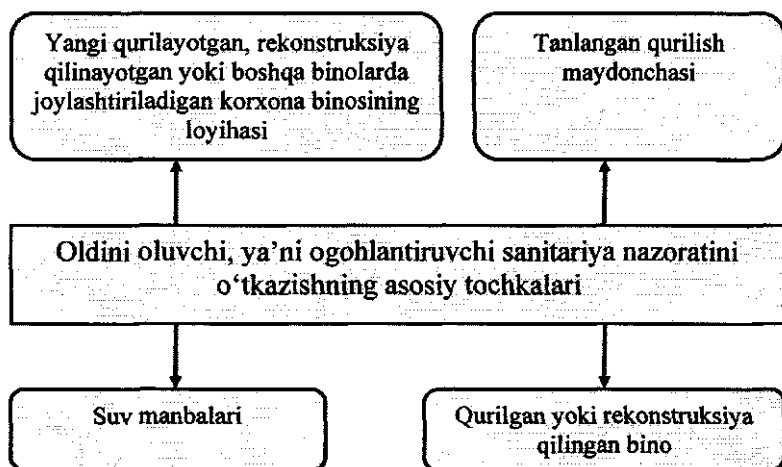 Yangi qurilayotgan, rekonstruksiya
qilinayotgan yoki boshqa binolarda
joylashtiriladigan korxona binosining
loyihasi
Tanlangan qurilish
maydonchasi
Oldini oluvchi, ya’ni ogohlantiruvchi sanitariya nazoratini
o‘tkazishning asosiy tochkalari
Suv manbalari
Qurilgan yoki rekonstruksiya
qilingan bino